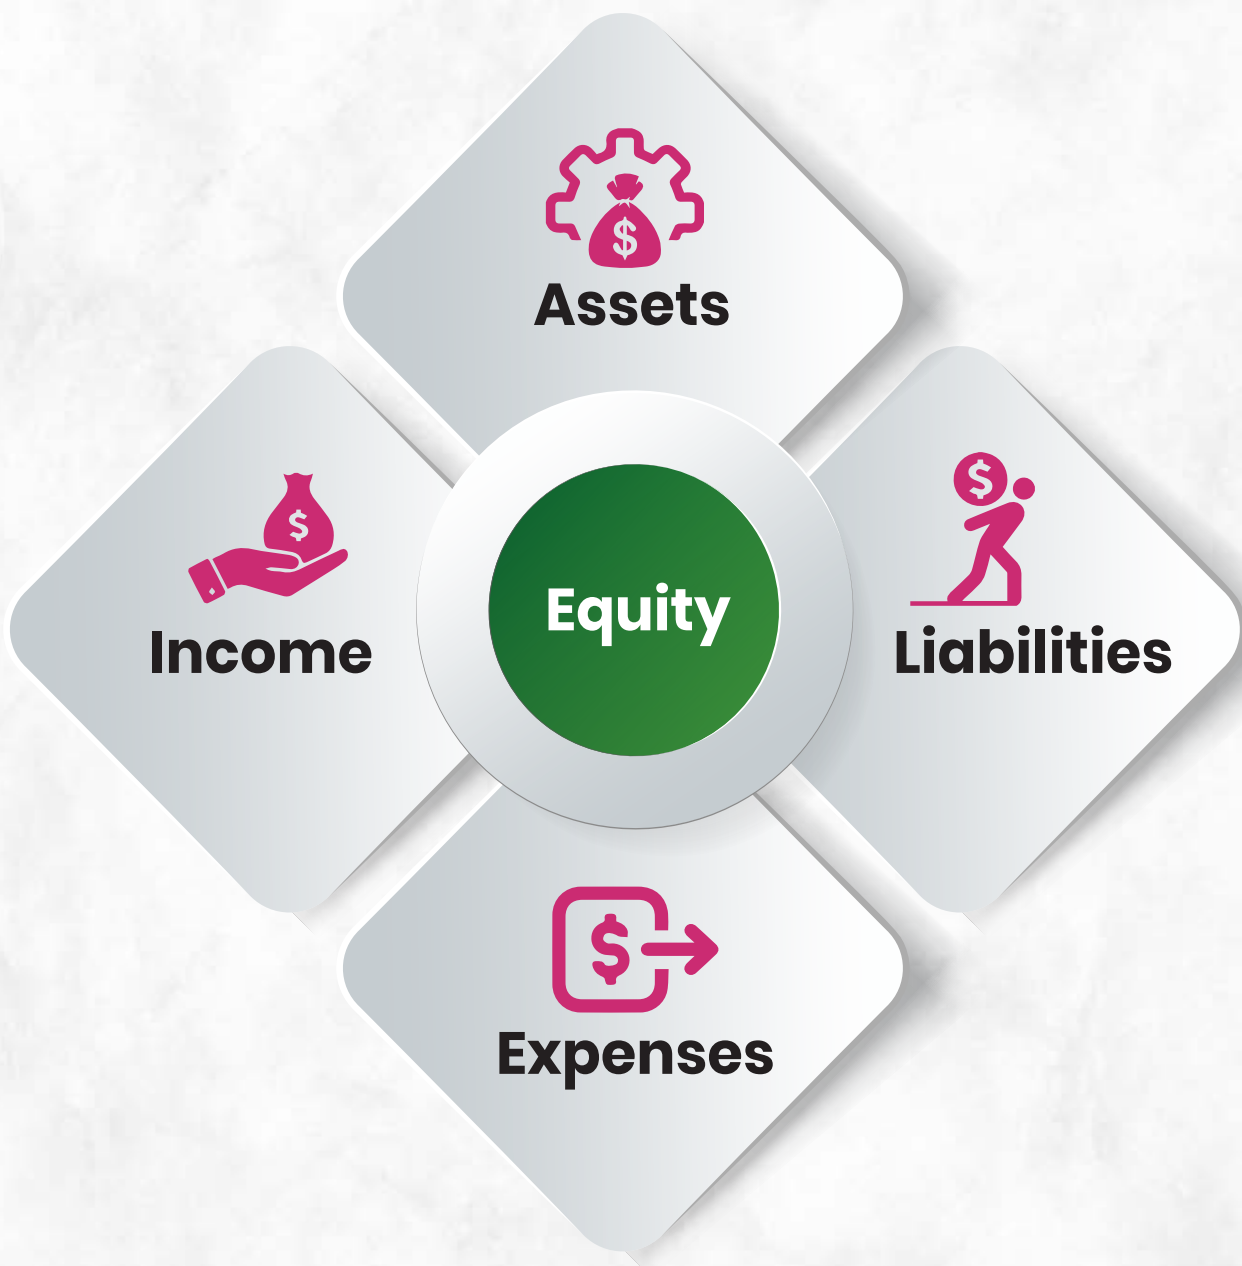 $
Assets
$
$
Income
Equity
Liabilities
$
Expenses